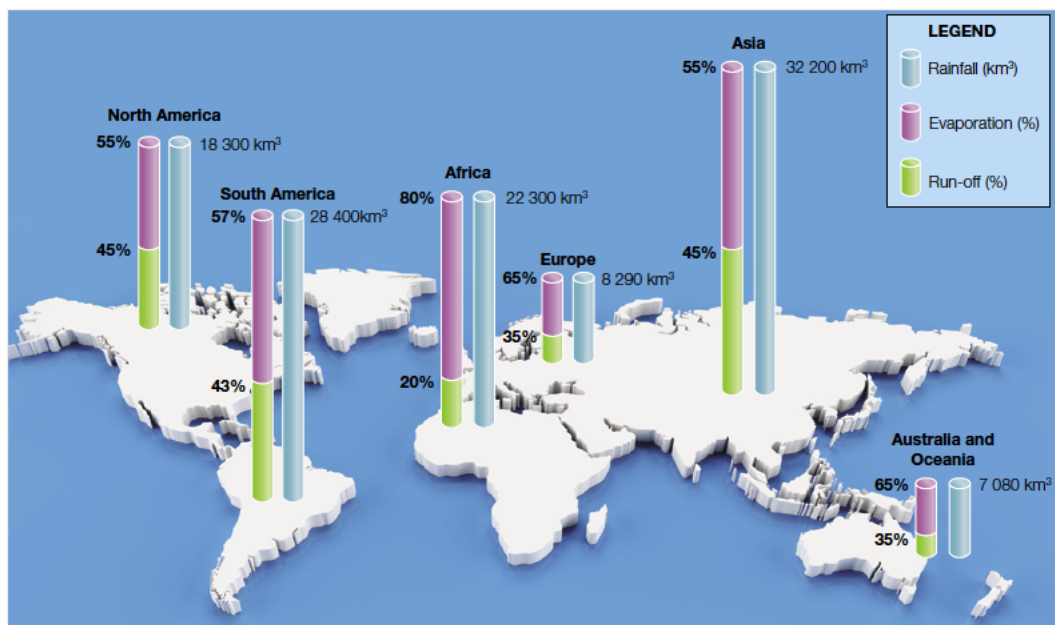 LEGEND
Rainfall (km³)
Evaporation (%)
Run-off (%)
North America
55%
18 300 km³
45%
South America
57%
28 400km³
43%
Africa
80%
22 300 km³
20%
Europe
65%
8 290 km³
35%
Asia
55%
32 200 km³
45%
Australia and
Oceania
65%
7 080 km³
35%